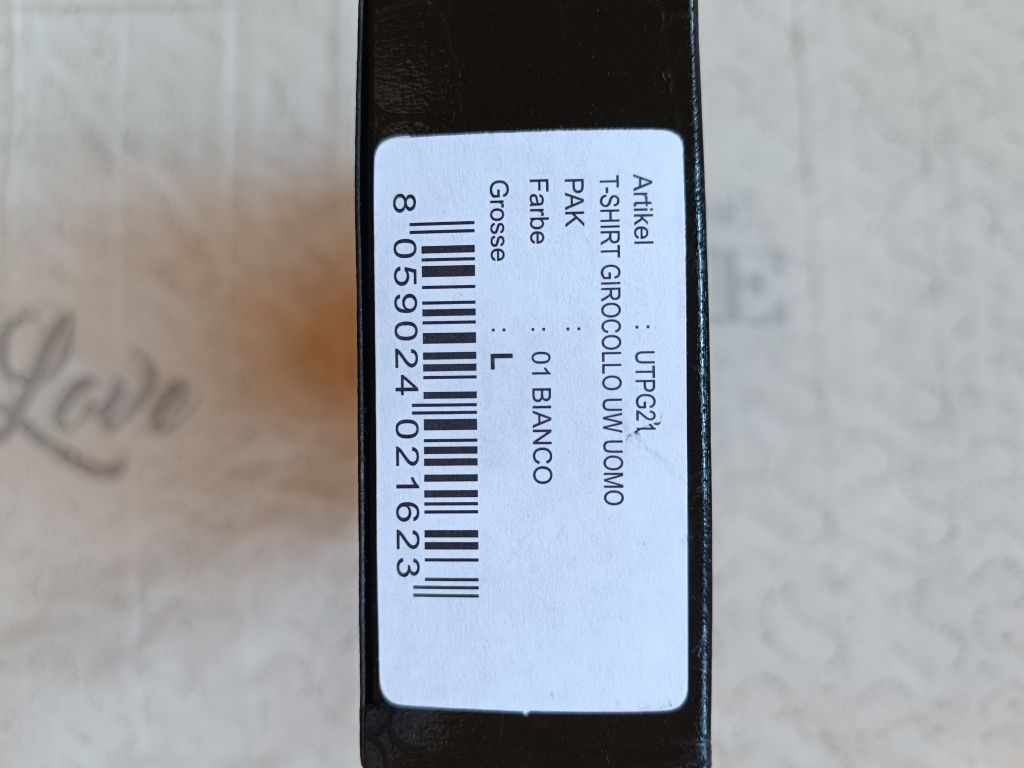 Artikel : UTPG21
T-SHIRT GIROCOLLO UW UOMO
PAK :
Farbe : 01 BIANCO
Grosse : L
8 059024 021623
Love
E